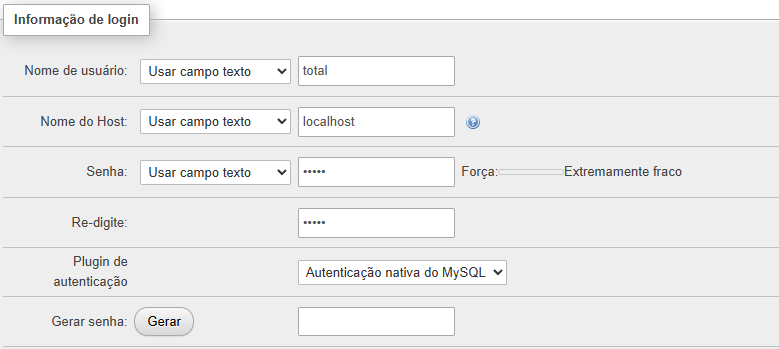 Informação de login
Nome de usuário: Usar campo texto total
Nome do Host: Usar campo texto localhost
Senha: Usar campo texto ••••• Força: Extremamente fraco
Re-digite: •••••
Plugin de
autenticação Autenticação nativa do MySQL
Gerar senha: Gerar